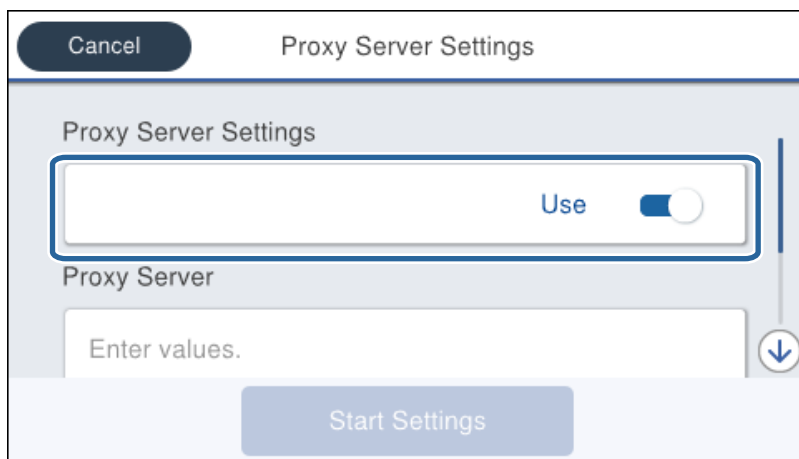 Cancel
Proxy Server Settings
Proxy Server Settings
Use
Proxy Server
Enter values.
Start Settings